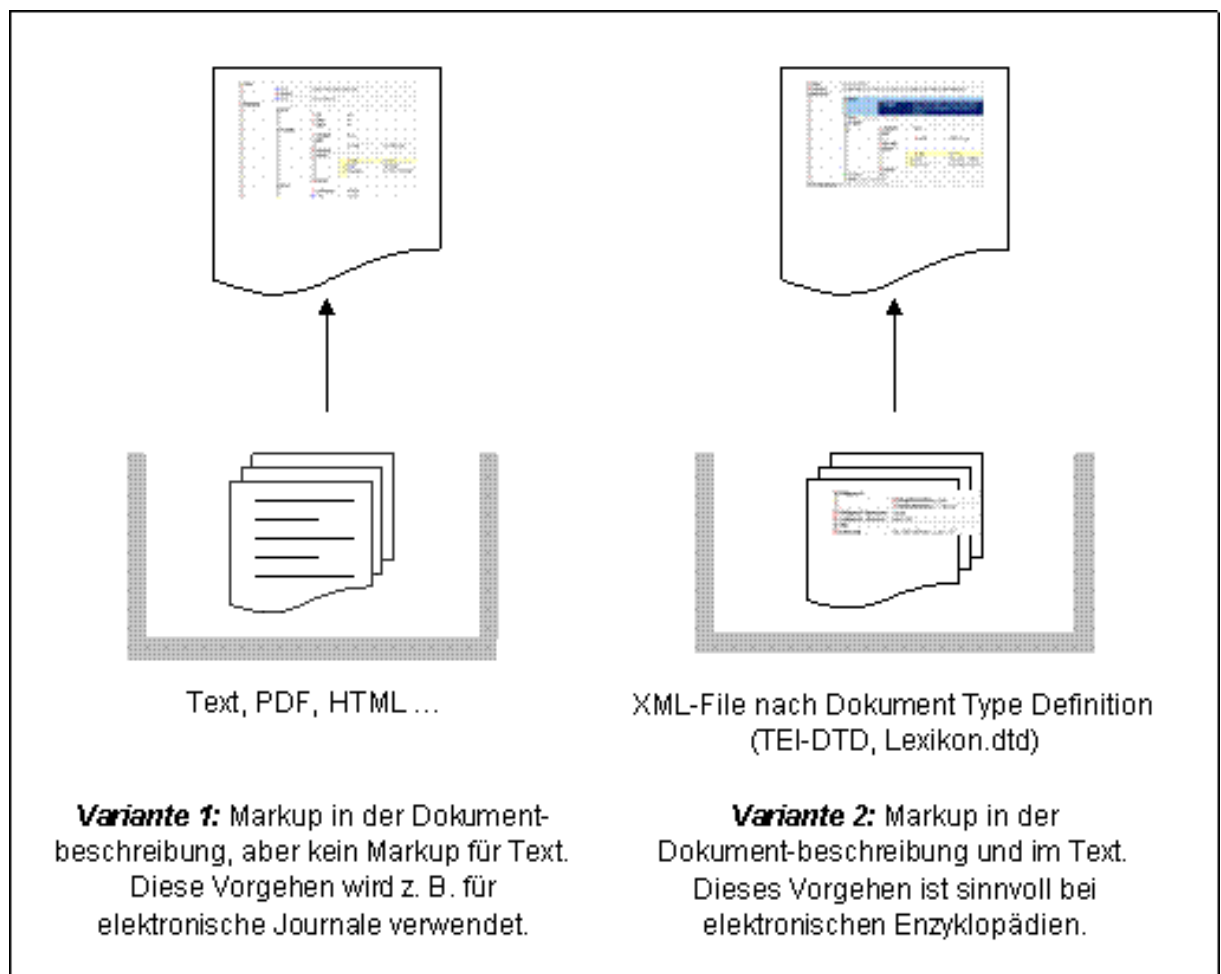 Text, PDF, HTML ...
Variante 1: Markup in der Dokument-
beschreibung, aber kein Markup für Text.
Diese Vorgehen wird z. B. für
elektronische Journale verwendet.
XML-File nach Dokument Type Definition
(TEI-DTD, Lexikon.dtd)
Variante 2: Markup in der
Dokument-beschreibung und im Text.
Dieses Vorgehen ist sinnvoll bei
elektronischen Enzyklopädien.